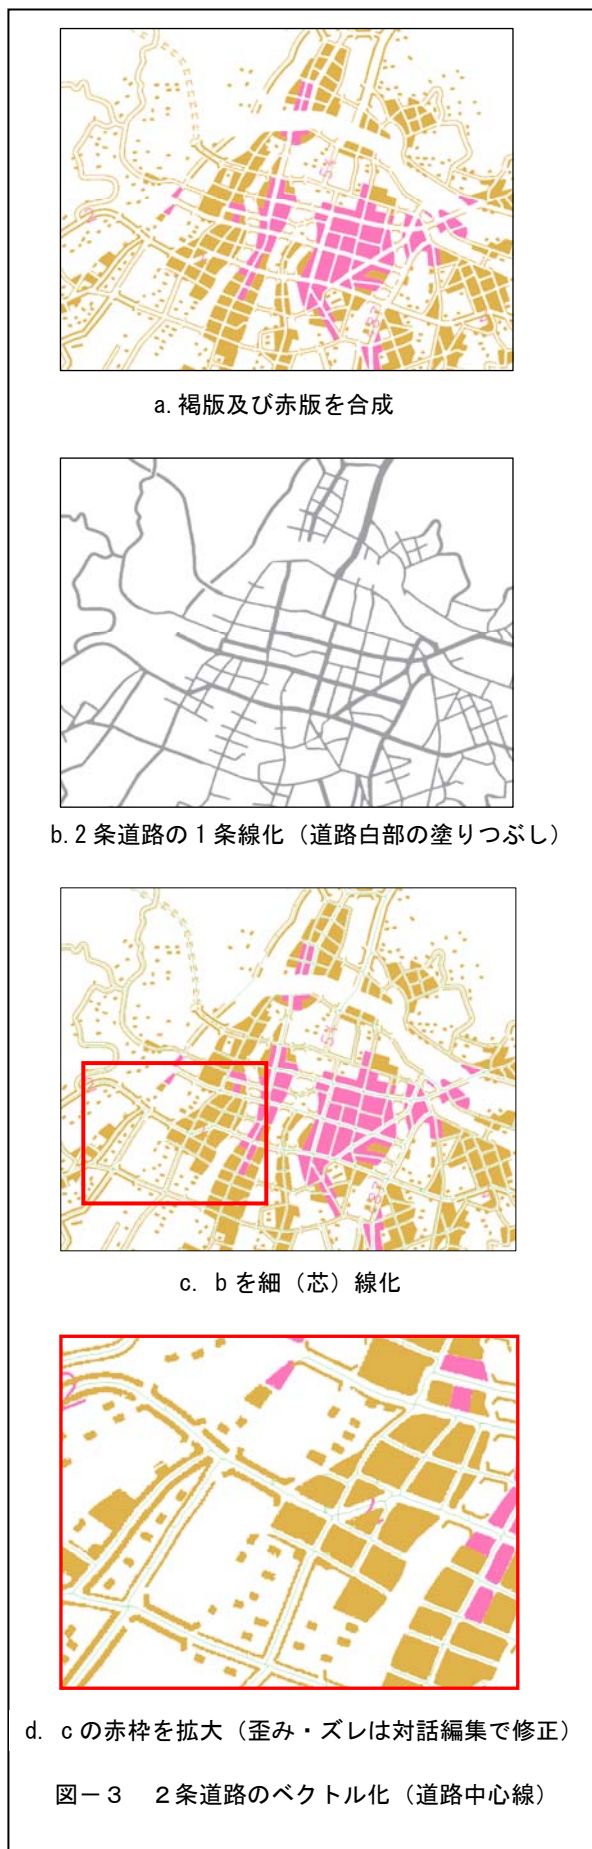 a. 褐版及び赤版を合成
b. 2条道路の1条線化（道路白部の塗りつぶし）
c. bを細（芯）線化
d. cの赤枠を拡大（歪み・ズレは対話編集で修正）
図－３　２条道路のベクトル化（道路中心線）